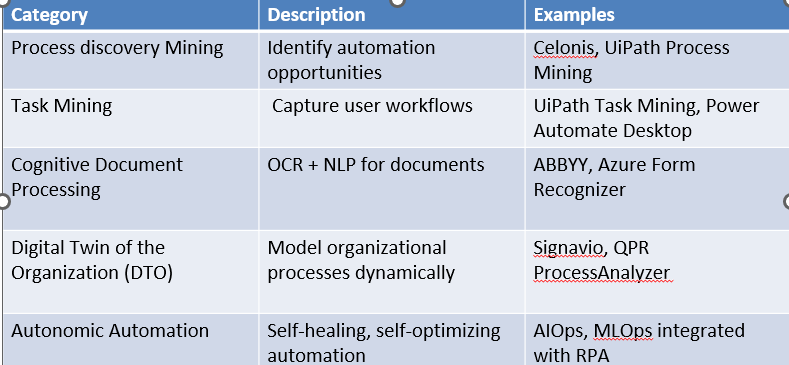 Category Description Examples
Process discovery Mining Identify automation Celonis, UiPath Process
opportunities Mining
Task Mining Capture user workflows UiPath Task Mining, Power
Automate Desktop
Cognitive Document OCR + NLP for documents ABBYY, Azure Form
Processing Recognizer
Digital Twin of the Model organizational Signavio, QPR
Organization (DTO) processes dynamically ProcessAnalyzer
Autonomic Automation Self-healing, self-optimizing AIOps, MLOps integrated
automation with RPA